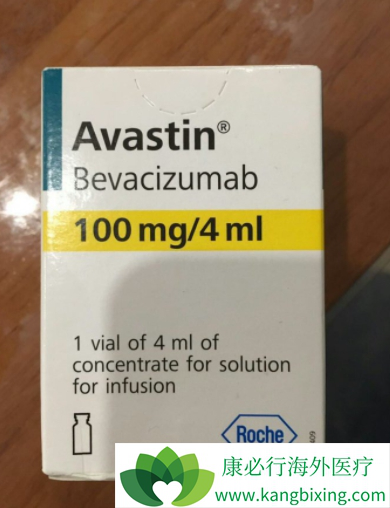 Avastin®
Bevacizumab
100 mg/4 ml
1 vial of 4 ml of
concentrate for solution
for infusion
Roche
康必行海外医疗
www.kangbixing.com